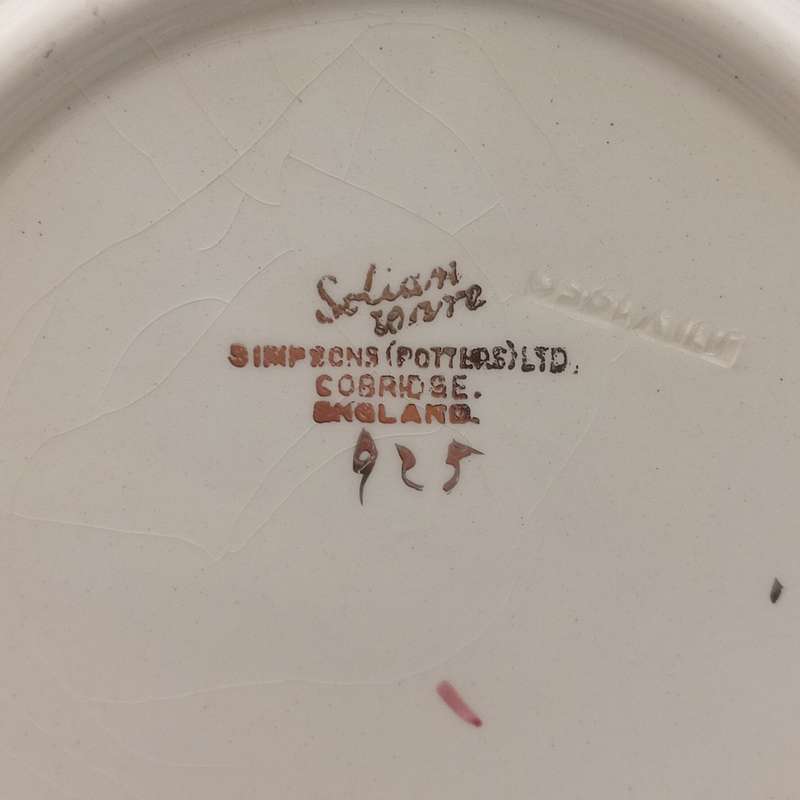 Solian
WARE
SIMPSONS (POTTERS) LTD.
COBRIDGE.
ENGLAND.
925